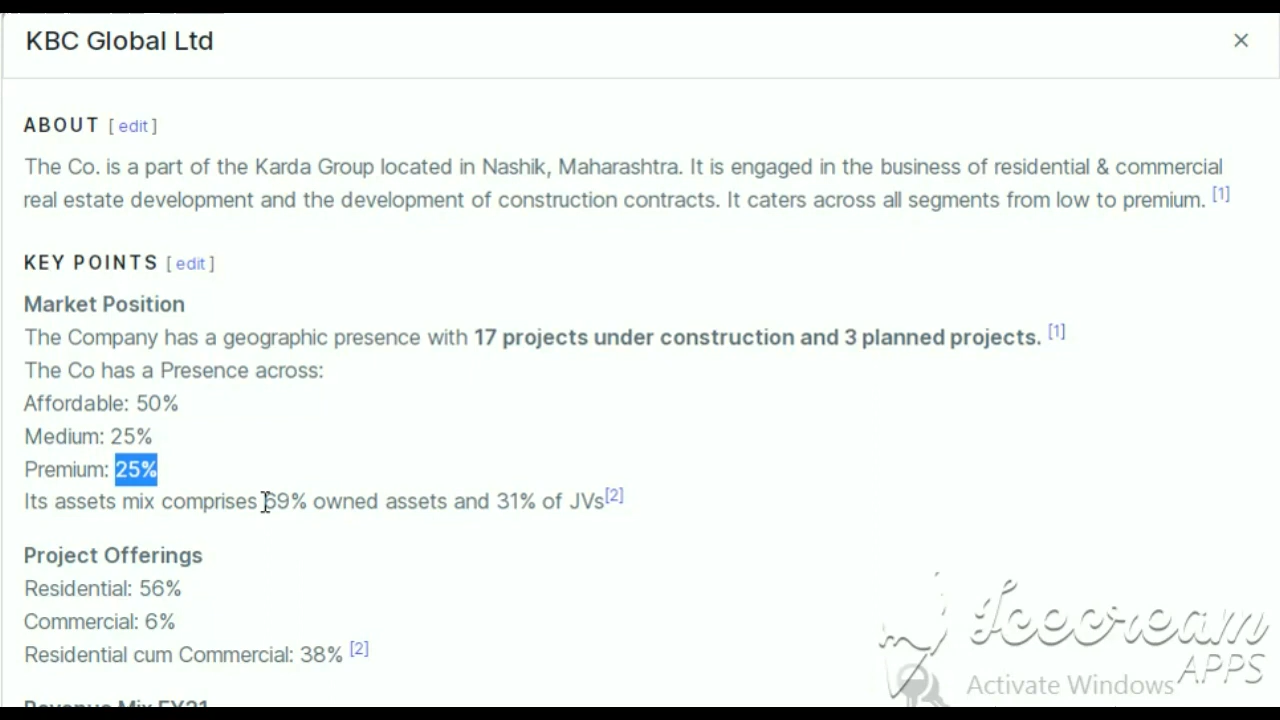 KBC Global Ltd
×
ABOUT [ edit ]
The Co. is a part of the Karda Group located in Nashik, Maharashtra. It is engaged in the business of residential & commercial
real estate development and the development of construction contracts. It caters across all segments from low to premium. [1]
KEY POINTS [ edit ]
Market Position
The Company has a geographic presence with 17 projects under construction and 3 planned projects. [1]
The Co has a Presence across:
Affordable: 50%
Medium: 25%
Premium: 25%
Its assets mix comprises 69% owned assets and 31% of JVs[2]
Project Offerings
Residential: 56%
Commercial: 6%
Residential cum Commercial: 38% [2]
Revenue Mix FY21
Icecream
APPS
Activate Windows